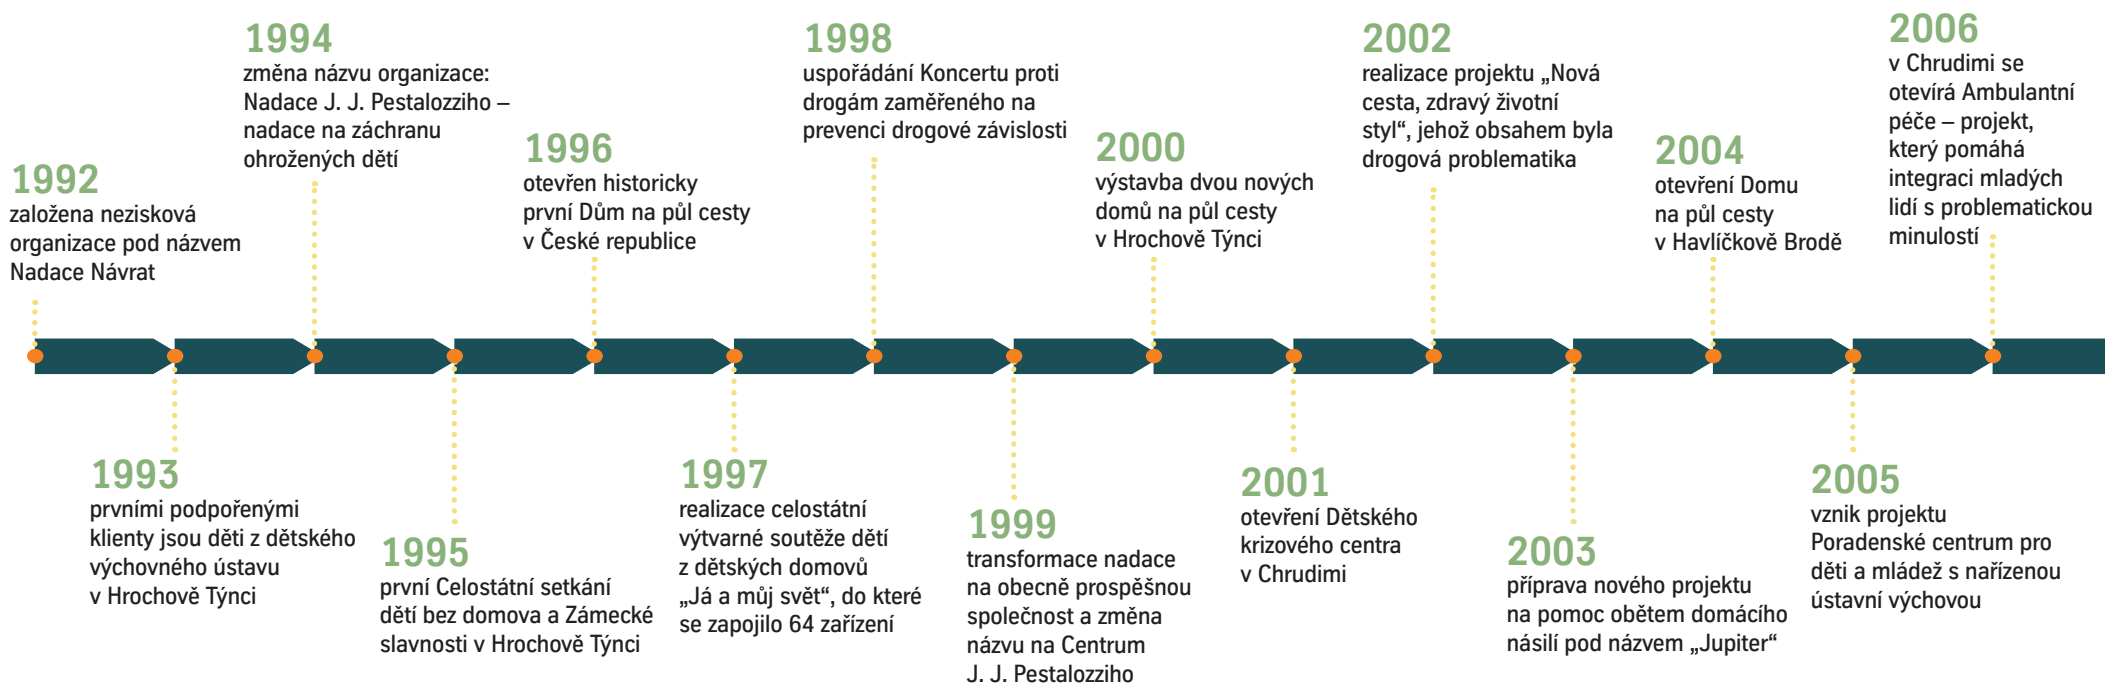 1992
založena nezisková
organizace pod názvem
Nadace Návrat
1993
prvními podpořenými
klienty jsou děti z dětského
výchovného ústavu
v Hrochově Týnci
1994
změna názvu organizace:
Nadace J. J. Pestalozziho –
nadace na záchranu
ohrožených dětí
1995
první Celostátní setkání
dětí bez domova a Zámecké
slavnosti v Hrochově Týnci
1996
otevřen historicky
první Dům na půl cesty
v České republice
1997
realizace celostátní
výtvarné soutěže dětí
z dětských domovů
„Já a můj svět“, do které
se zapojilo 64 zařízení
1998
uspořádání Koncertu proti
drogám zaměřeného na
prevenci drogové závislosti
1999
transformace nadace
na obecně prospěšnou
společnost a změna
názvu na Centrum
J. J. Pestalozziho
2000
výstavba dvou nových
domů na půl cesty
v Hrochově Týnci
2001
otevření Dětského
krizového centra
v Chrudimi
2002
realizace projektu „Nová
cesta, zdravý životní
styl“, jehož obsahem byla
drogová problematika
2003
příprava nového projektu
na pomoc obětem domácího
násilí pod názvem „Jupiter“
2004
otevření Domu
na půl cesty
v Havlíčkově Brodě
2005
vznik projektu
Poradenské centrum pro
děti a mládež s nařízenou
ústavní výchovou
2006
v Chrudimi se
otevírá Ambulantní
péče – projekt,
který pomáhá
integraci mladých
lidí s problematickou
minulostí